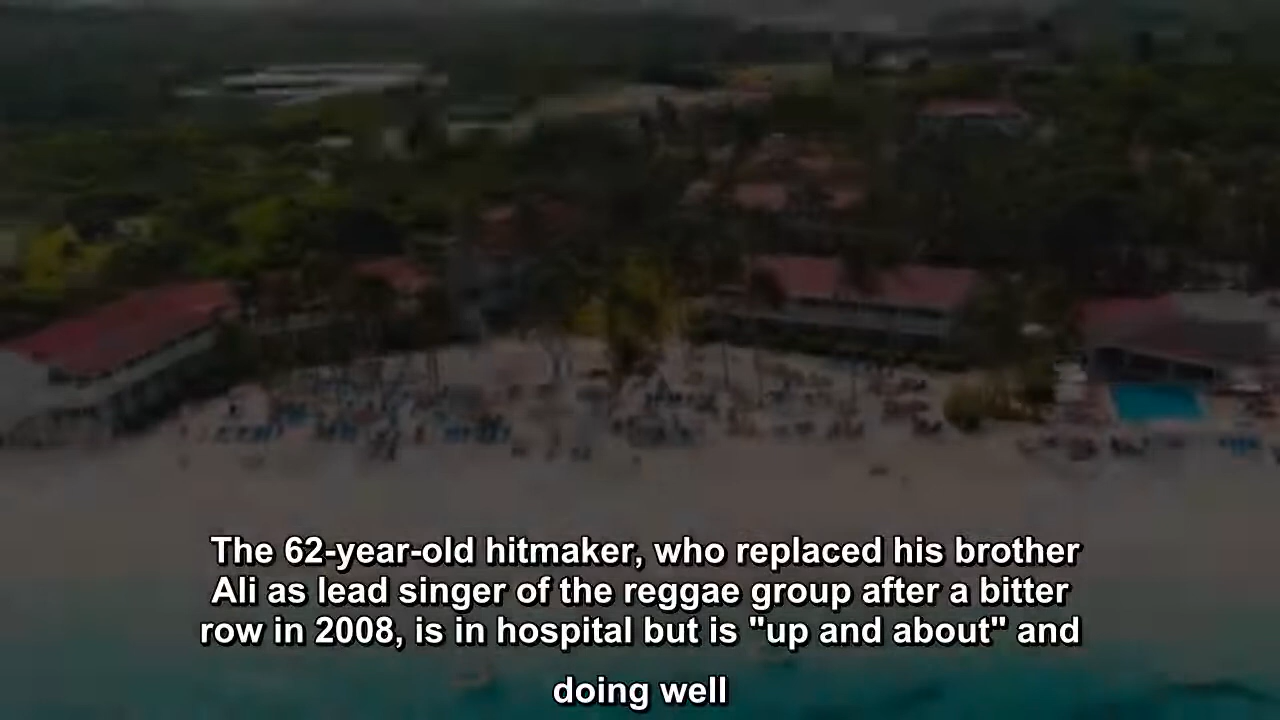 The 62-year-old hitmaker, who replaced his brother
Ali as lead singer of the reggae group after a bitter
row in 2008, is in hospital but is "up and about" and
doing well